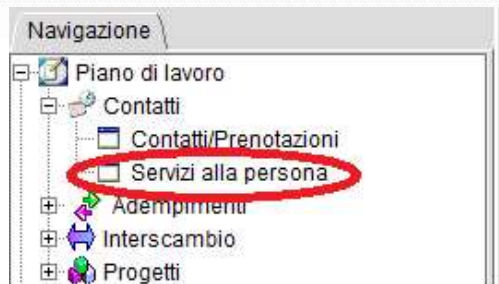 Navigazione
Piano di lavoro
Contatti
Contatti/Prenotazioni
Servizi alla persona
Adempimenti
Interscambio
Progetti